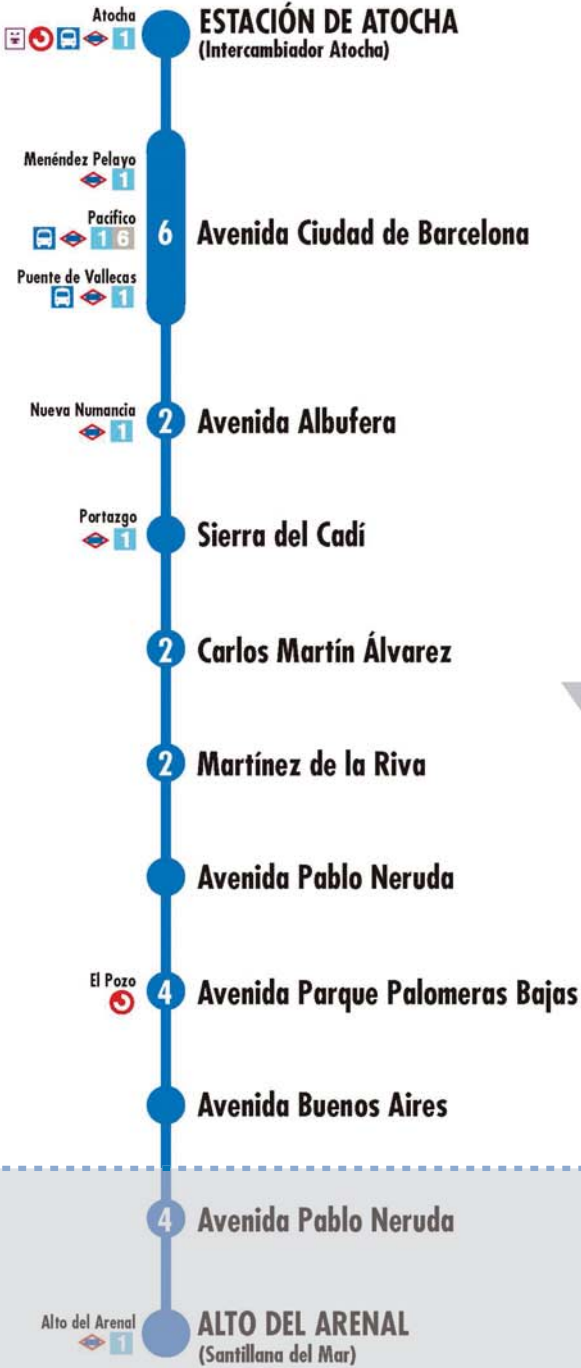 Atocha
1
ESTACIÓN DE ATOCHA
(Intercambiador Atocha)
Menéndez Pelayo
1
Pacífico
1 6
Puente de Vallecas
1
6
Avenida Ciudad de Barcelona
Nueva Numancia
1
2
Avenida Albufera
Portazgo
1
Sierra del Cadí
2
Carlos Martín Álvarez
2
Martínez de la Riva
Avenida Pablo Neruda
El Pozo
4
Avenida Parque Palomeras Bajas
Avenida Buenos Aires
4
Avenida Pablo Neruda
Alto del Arenal
1
ALTO DEL ARENAL
(Santillana del Mar)